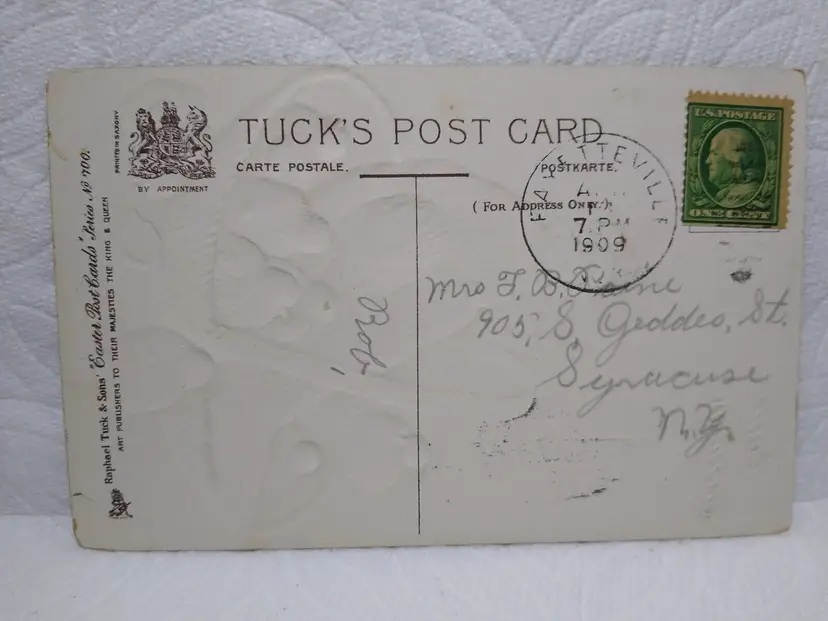 TUCK'S POST CARD
CARTE POSTALE.
POSTKARTE.
(FOR ADDRESS ONLY.)
BY APPOINTMENT
PRINTED IN SAXONY
Raphael Tuck & Sons' "Easter Post Cards" Series No 700.
ART PUBLISHERS TO THEIR MAJESTIES THE KING & QUEEN
U.S. POSTAGE
ONE CENT
7 PM
1909
Mrs F. B.
905, S. Geddes, St.
Syracuse
N.Y.